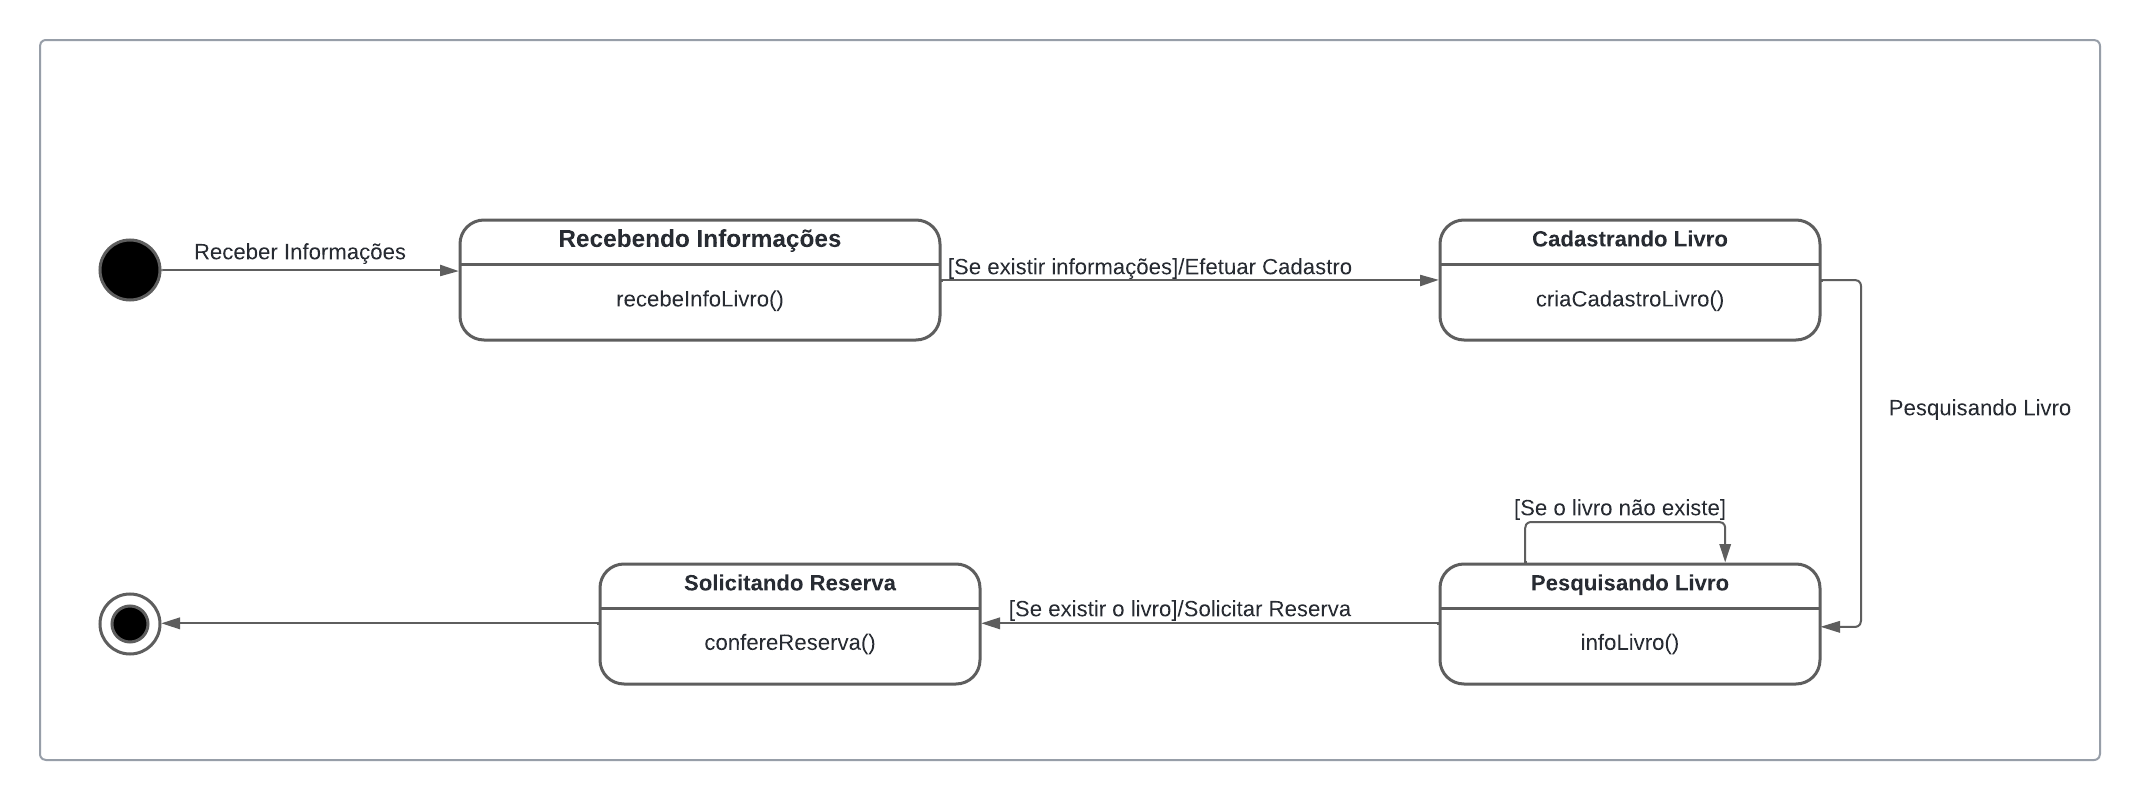 Receber Informações
Recebendo Informações
recebeInfoLivro()
[Se existir informações]/Efetuar Cadastro
Cadastrando Livro
criaCadastroLivro()
Pesquisando Livro
[Se o livro não existe]
Pesquisando Livro
infoLivro()
[Se existir o livro]/Solicitar Reserva
Solicitando Reserva
confereReserva()